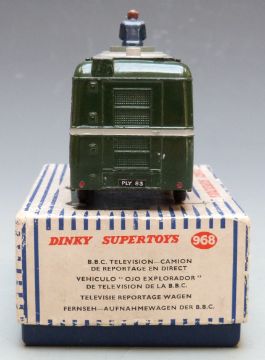 PLY 83
DINKY SUPERTOYS 968
B.B.C. TELEVISION–CAMION
DE REPORTAGE EN DIRECT
VEHICULO "OJO EXPLORADOR"
DE TELEVISION DE LA B.B.C.
TELEVISIE REPORTAGE WAGEN
FERNSEH–AUFNAHMEWAGEN DER B.B.C.